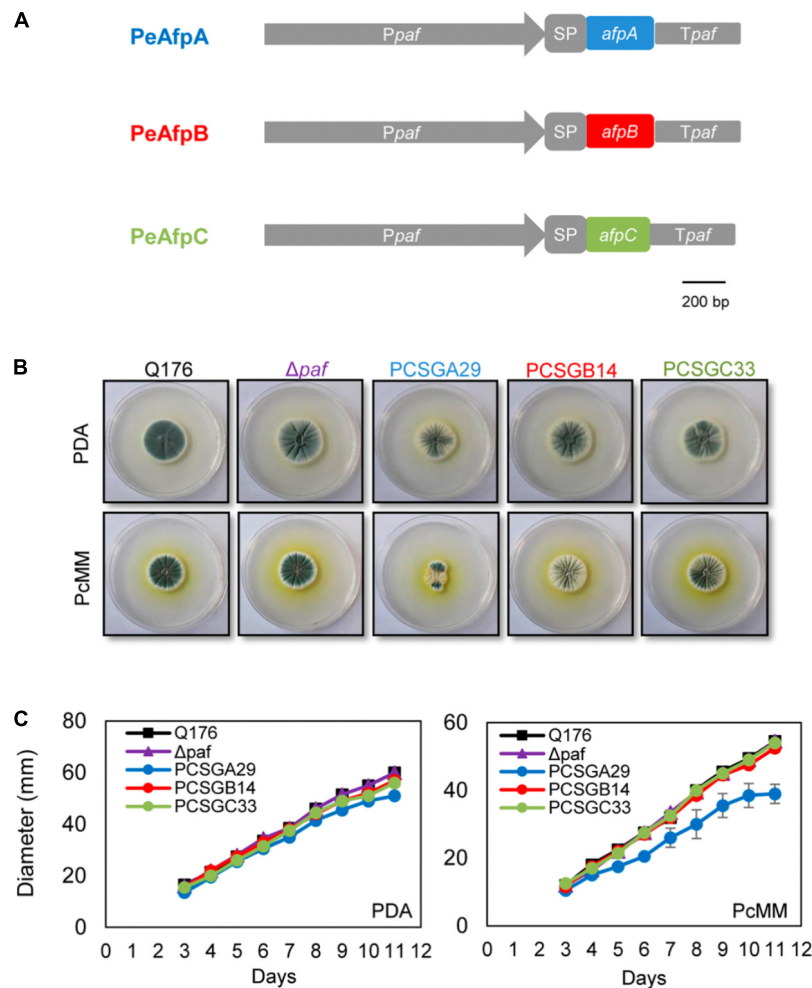 A
PeAfpA
Ppaf
SP
afpA
Tpaf
PeAfpB
Ppaf
SP
afpB
Tpaf
PeAfpC
Ppaf
SP
afpC
Tpaf
200 bp
B
Q176
Δpaf
PCSGA29
PCSGB14
PCSGC33
PDA
PcMM
C
Diameter (mm)
80
60
40
20
0
Q176
Δpaf
PCSGA29
PCSGB14
PCSGC33
PDA
0 1 2 3 4 5 6 7 8 9 10 11 12
Days
60
40
20
0
Q176
Δpaf
PCSGA29
PCSGB14
PCSGC33
PcMM
0 1 2 3 4 5 6 7 8 9 10 11 12
Days